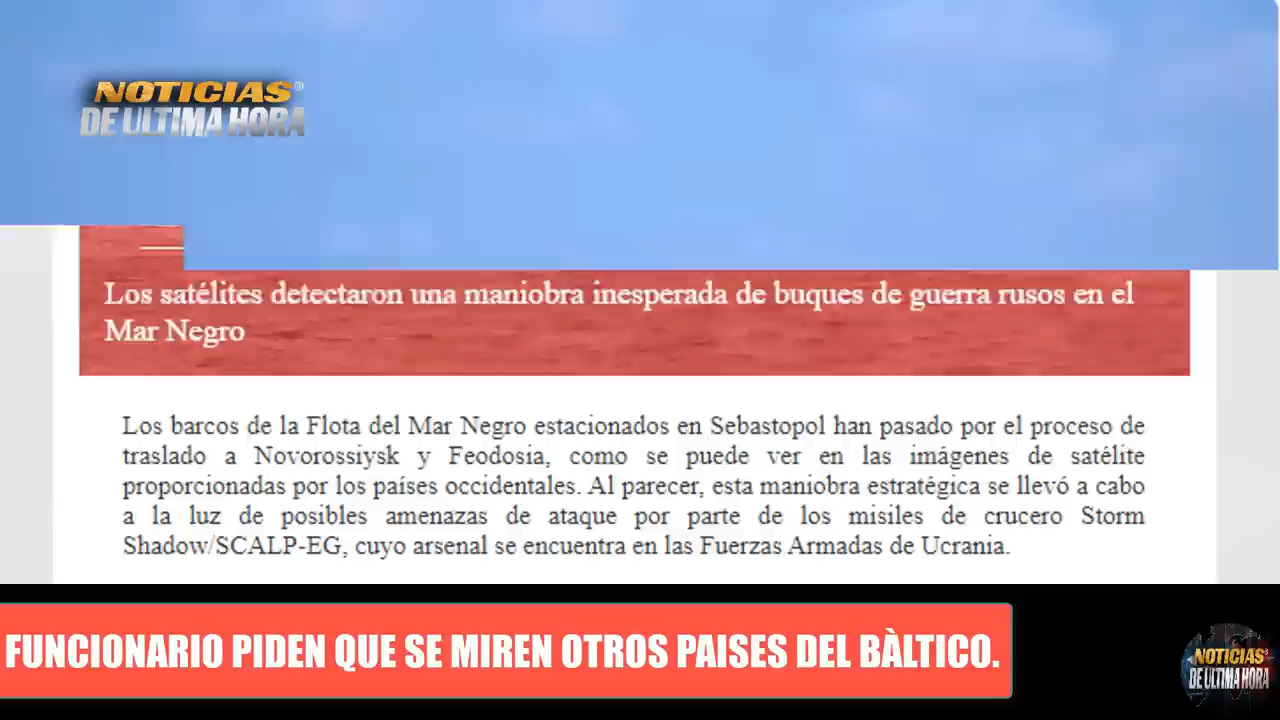 NOTICIAS®
DE ULTIMA HORA
Los satélites detectaron una maniobra inesperada de buques de guerra rusos en el
Mar Negro
Los barcos de la Flota del Mar Negro estacionados en Sebastopol han pasado por el proceso de
traslado a Novorossiysk y Feodosia, como se puede ver en las imágenes de satélite
proporcionadas por los países occidentales. Al parecer, esta maniobra estratégica se llevó a cabo
a la luz de posibles amenazas de ataque por parte de los misiles de crucero Storm
Shadow/SCALP-EG, cuyo arsenal se encuentra en las Fuerzas Armadas de Ucrania.
FUNCIONARIO PIDEN QUE SE MIREN OTROS PAISES DEL BÀLTICO.
NOTICIAS
DE ULTIMA HORA